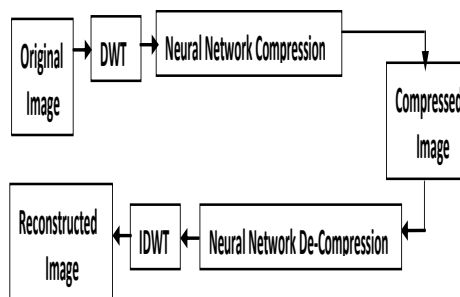 Original
Image
DWT
Neural Network Compression
Compressed
Image
Reconstructed
Image
IDWT
Neural Network De-Compression